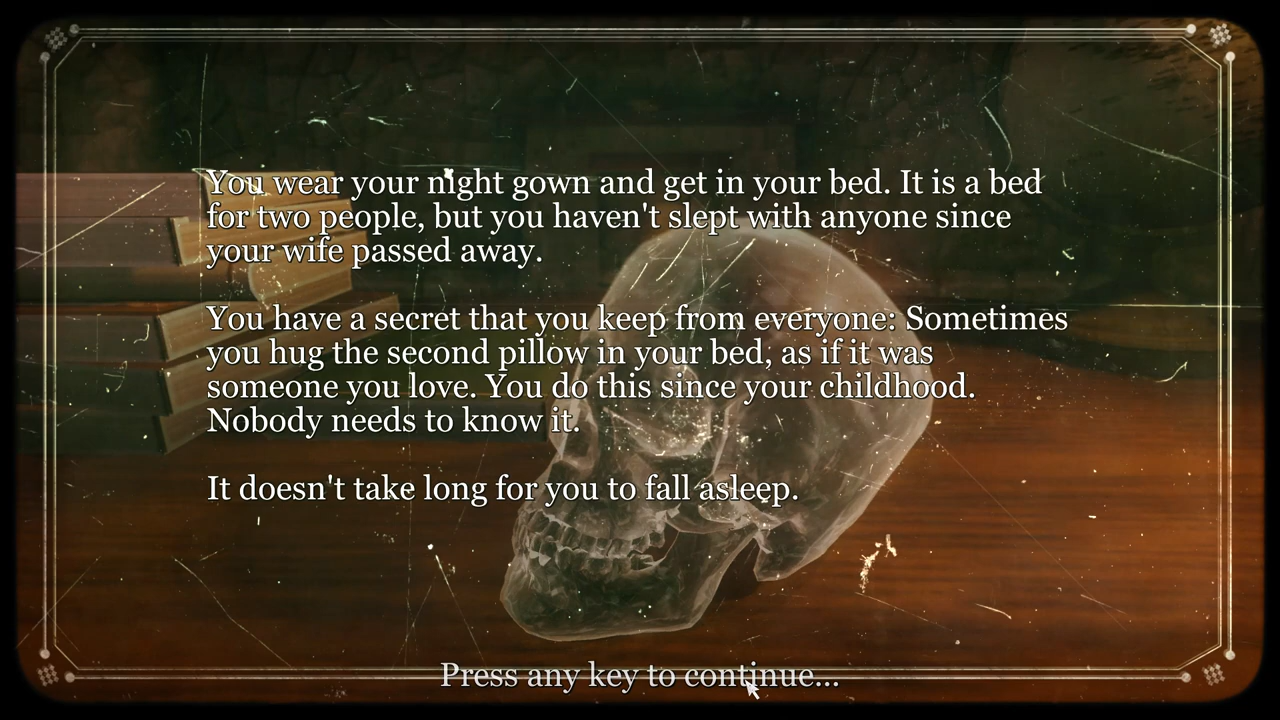 You wear your night gown and get in your bed. It is a bed
for two people, but you haven't slept with anyone since
your wife passed away.
You have a secret that you keep from everyone: Sometimes
you hug the second pillow in your bed, as if it was
someone you love. You do this since your childhood.
Nobody needs to know it.
It doesn't take long for you to fall asleep.
Press any key to continue...